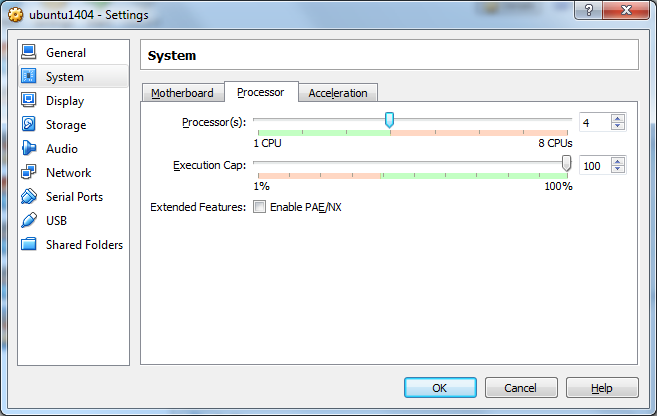 ubuntu1404 - Settings
General
System
Display
Storage
Audio
Network
Serial Ports
USB
Shared Folders
System
Motherboard Processor Acceleration
Processor(s): 4
1 CPU 8 CPUs
Execution Cap: 100
1% 100%
Extended Features: Enable PAE/NX
OK Cancel Help